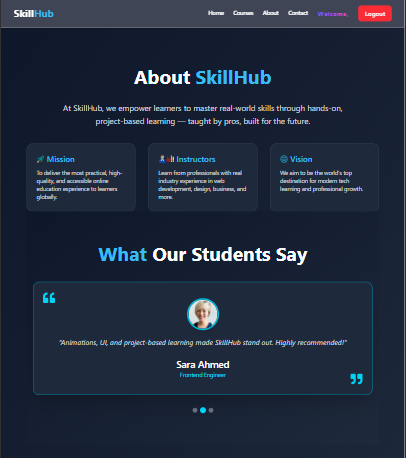 SkillHub
Home Courses About Contact Welcome, Logout
About SkillHub
At SkillHub, we empower learners to master real-world skills through hands-on,
project-based learning — taught by pros, built for the future.
Mission
To deliver the most practical, high-
quality, and accessible online
education experience to learners
globally.
Instructors
Learn from professionals with real
industry experience in web
development, design, business, and
more.
Vision
We aim to be the world's top
destination for modern tech
learning and professional growth.
What Our Students Say
"Animations, UI, and project-based learning made SkillHub stand out. Highly recommended!"
Sara Ahmed
Frontend Engineer